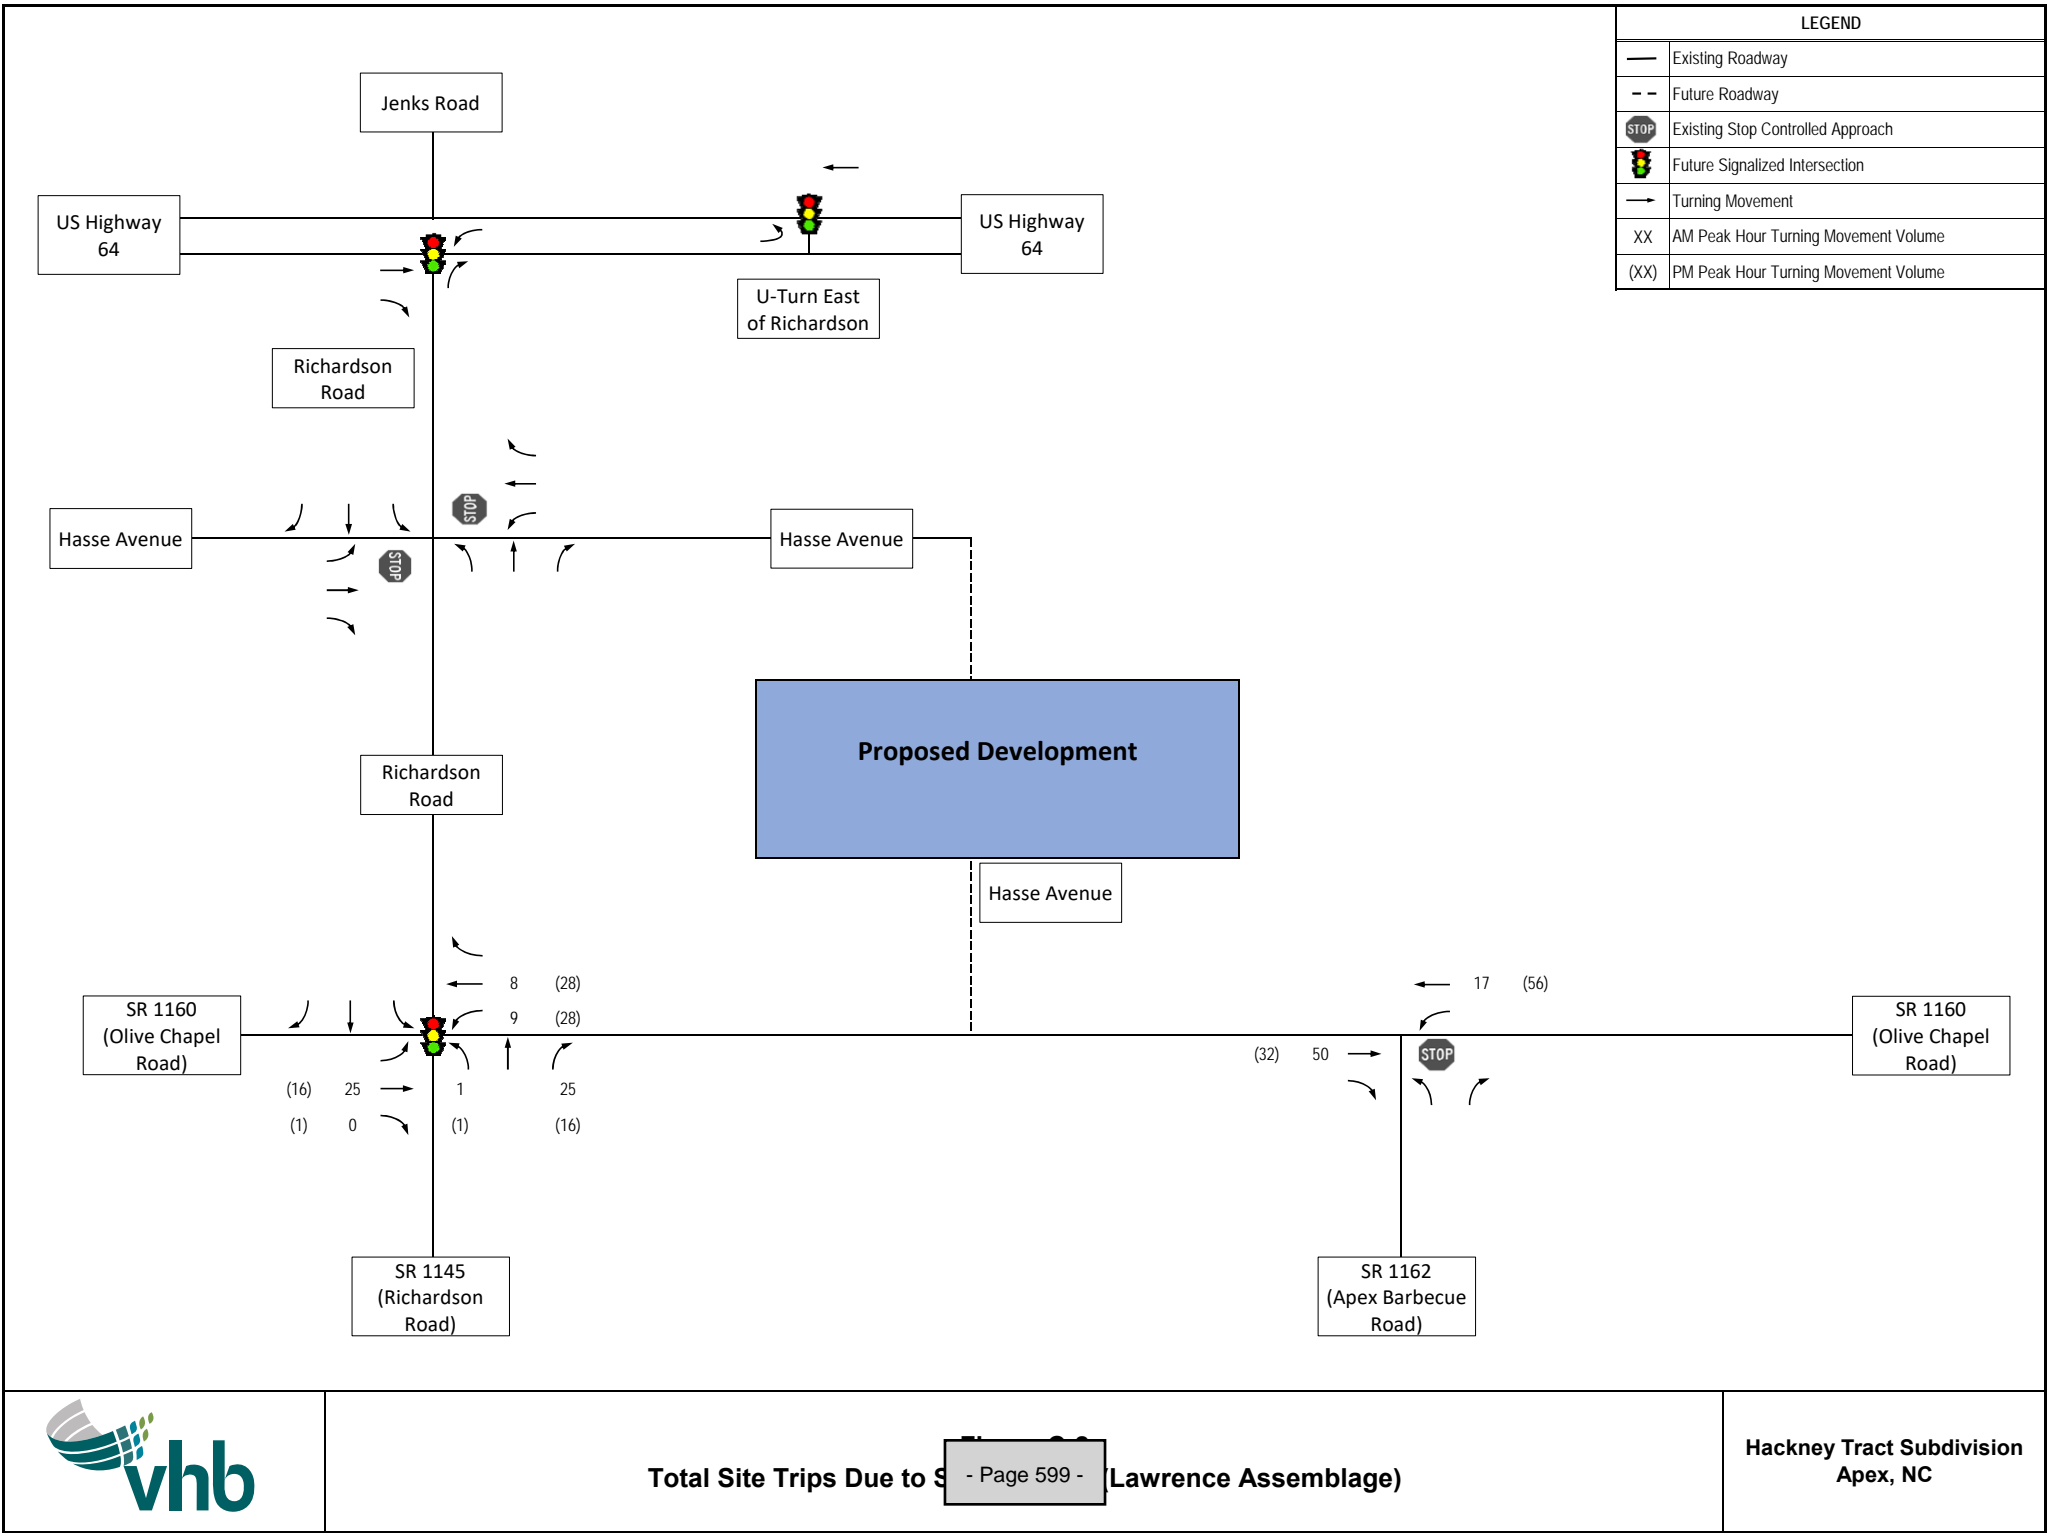 LEGEND
Existing Roadway
Future Roadway
STOP
Existing Stop Controlled Approach
Future Signalized Intersection
Turning Movement
XX
AM Peak Hour Turning Movement Volume
(XX)
PM Peak Hour Turning Movement Volume
Jenks Road
US Highway
64
US Highway
64
U-Turn East
of Richardson
Richardson
Road
STOP
Hasse Avenue
Hasse Avenue
STOP
Proposed Development
Richardson
Road
Hasse Avenue
8 (28)
9 (28)
17 (56)
SR 1160
(Olive Chapel
Road)
SR 1160
(Olive Chapel
Road)
(32) 50
STOP
(16) 25
1 25
(1) 0
(1) (16)
SR 1145
(Richardson
Road)
SR 1162
(Apex Barbecue
Road)
vhb
Total Site Trips Due to
- Page 599 -
(Lawrence Assemblage)
Hackney Tract Subdivision
Apex, NC